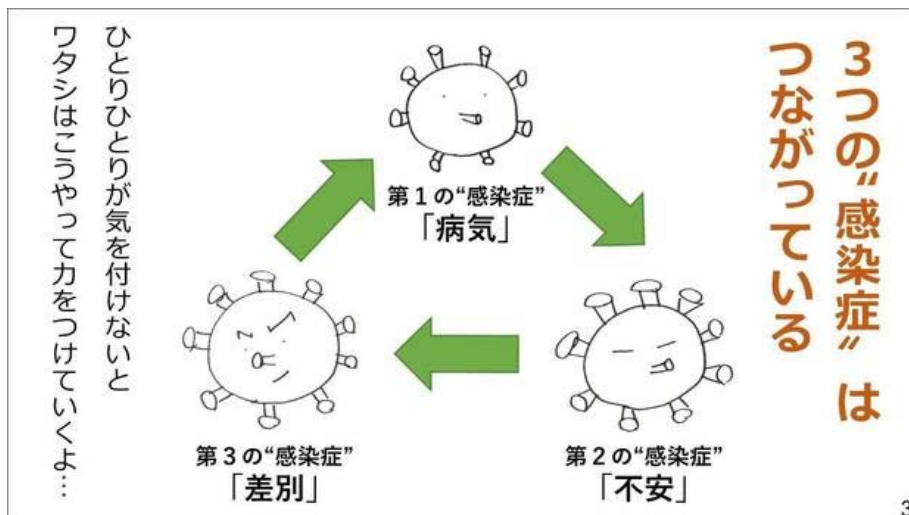 3つの“感染症”は
つながっている
第1の“感染症”
「病気」
第2の“感染症”
「不安」
第3の“感染症”
「差別」
ひとりひとりが気を付けないと
ワタシはこうやって力をつけていくよ…
3